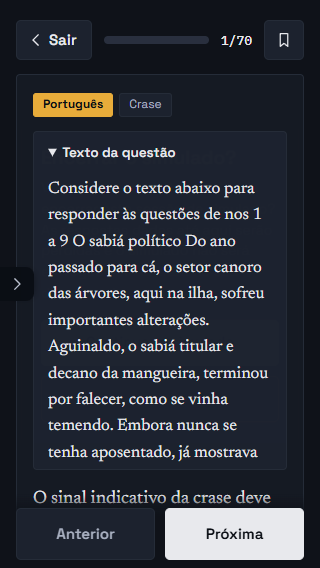 Sair
1/70
Português
Crase
▼ Texto da questão
Considere o texto abaixo para
responder às questões de nos 1
a 9 O sabiá político Do ano
passado para cá, o setor canoro
das árvores, aqui na ilha, sofreu
importantes alterações.
Aguinaldo, o sabiá titular e
decano da mangueira, terminou
por falecer, como se vinha
temendo. Embora nunca se
tenha aposentado, já mostrava
O sinal indicativo da crase deve
Anterior
Próxima